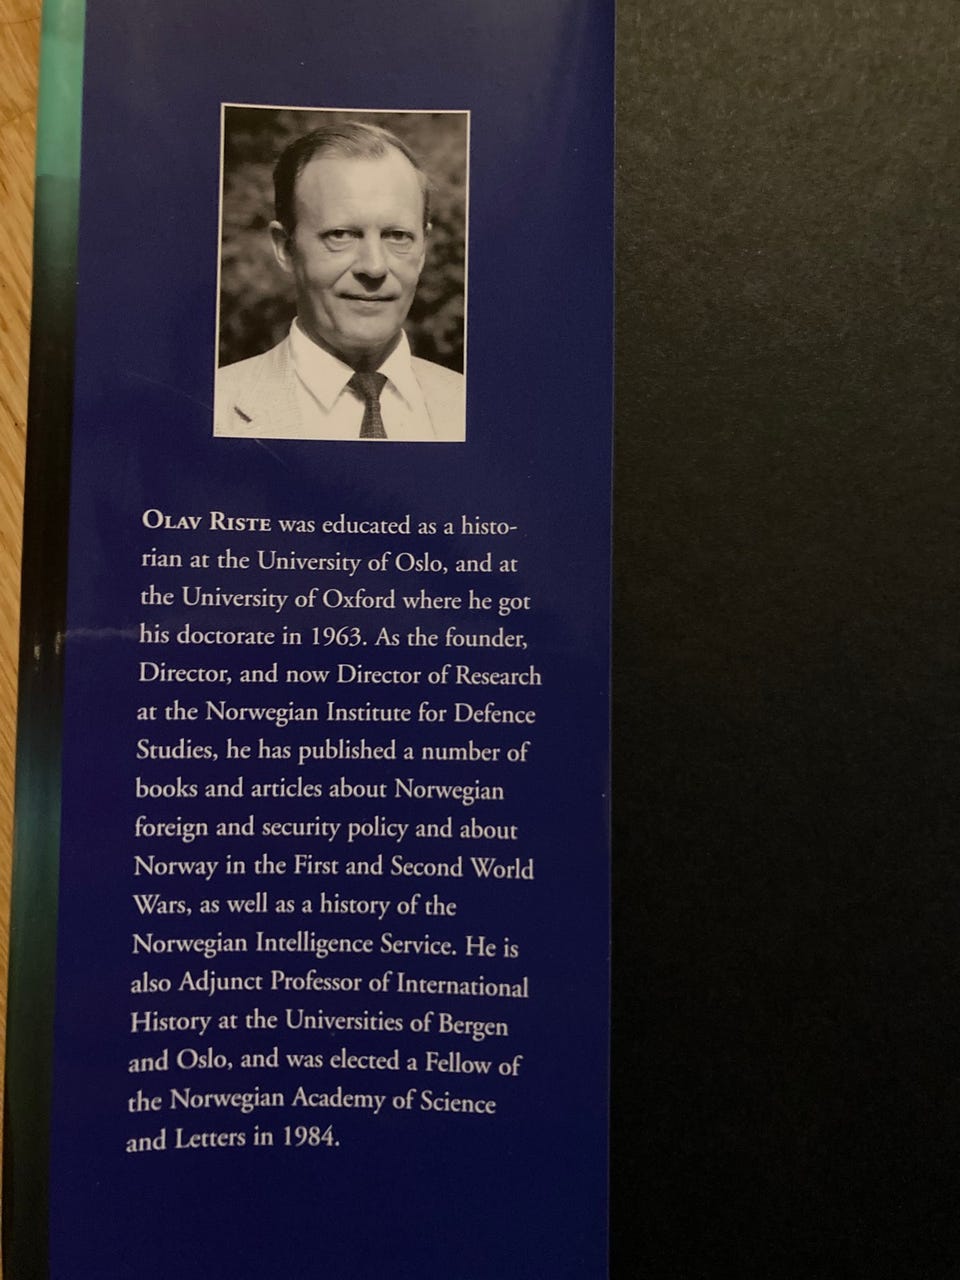 OLAV RISTE was educated as a histo-
rian at the University of Oslo, and at
the University of Oxford where he got
his doctorate in 1963. As the founder,
Director, and now Director of Research
at the Norwegian Institute for Defence
Studies, he has published a number of
books and articles about Norwegian
foreign and security policy and about
Norway in the First and Second World
Wars, as well as a history of the
Norwegian Intelligence Service. He is
also Adjunct Professor of International
History at the Universities of Bergen
and Oslo, and was elected a Fellow of
the Norwegian Academy of Science
and Letters in 1984.